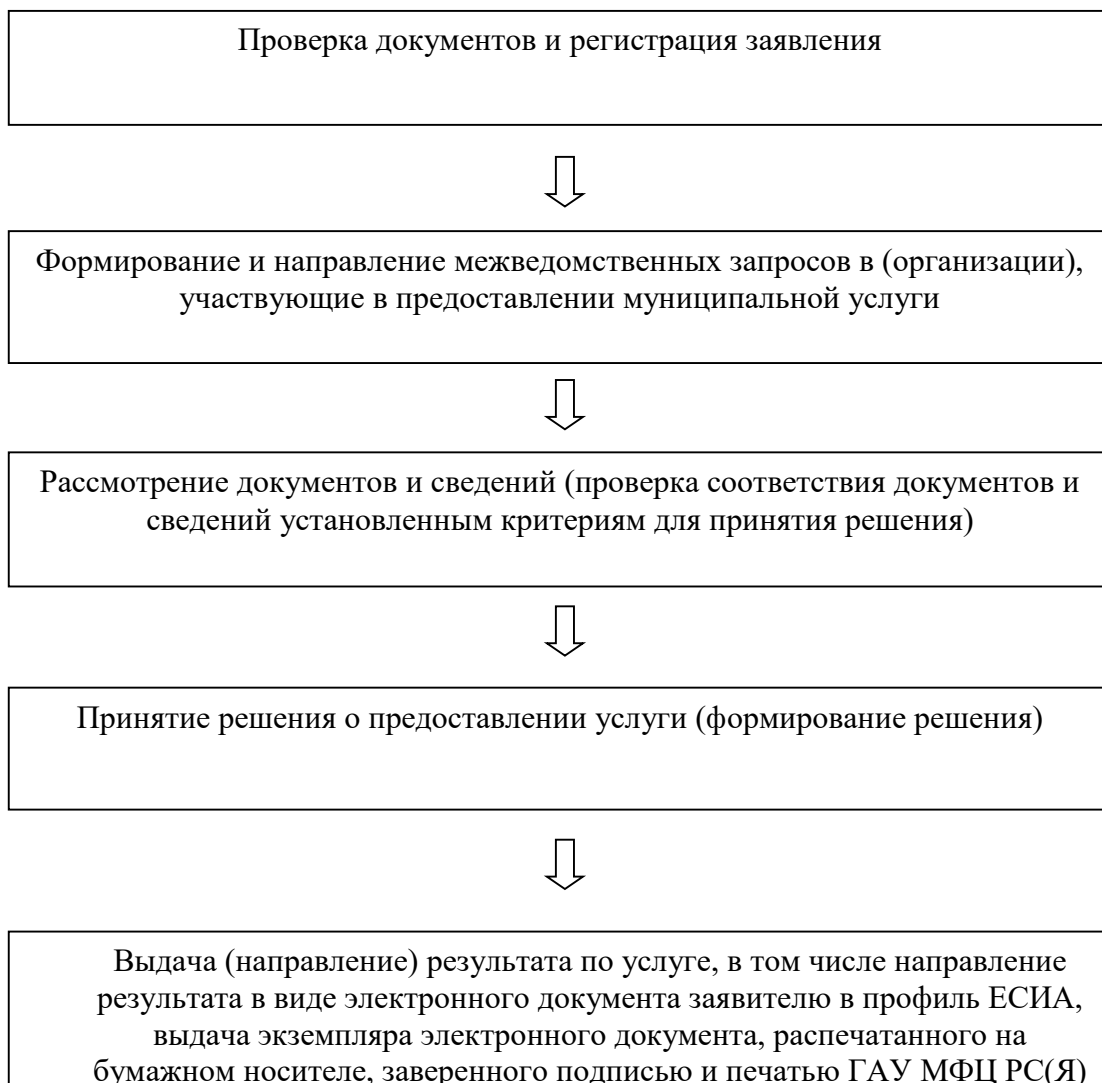 Проверка документов и регистрация заявления
Формирование и направление межведомственных запросов в (организации),
участвующие в предоставлении муниципальной услуги
Рассмотрение документов и сведений (проверка соответствия документов и
сведений установленным критериям для принятия решения)
Принятие решения о предоставлении услуги (формирование решения)
Выдача (направление) результата по услуге, в том числе направление
результата в виде электронного документа заявителю в профиль ЕСИА,
выдача экземпляра электронного документа, распечатанного на
бумажном носителе, заверенного подписью и печатью ГАУ МФЦ РС(Я)